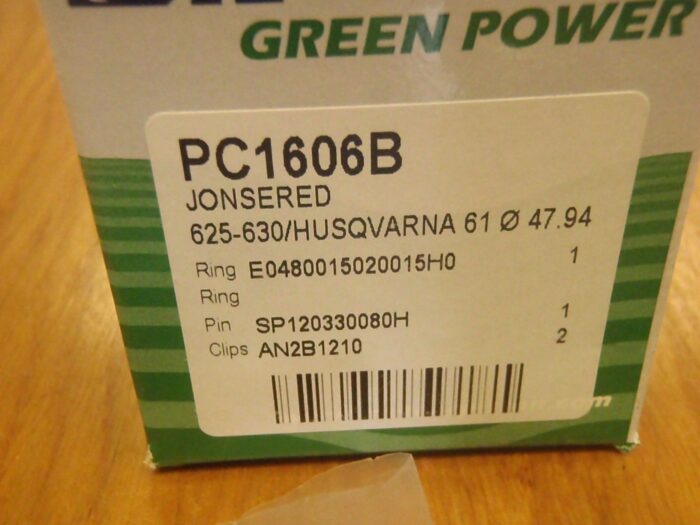 GREEN POWER
PC1606B
JONSERED
625-630/HUSQVARNA 61 Ø 47.94
Ring E0480015020015H0 1
Ring
Pin SP120330080H 1
Clips AN2B1210 2
.com